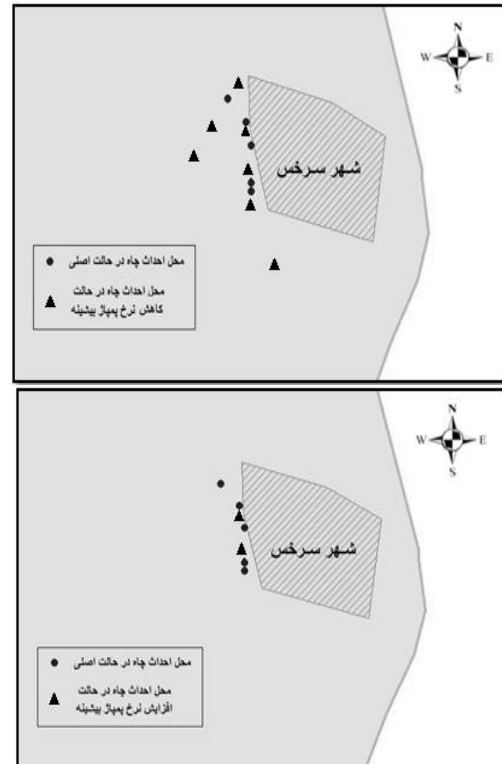 N
W E
S
شهر سرخس
محل احداث چاه در حالت اصلی
محل احداث چاه در حالت
کاهش نرخ پمپاژ بیشینه
N
W E
S
شهر سرخس
محل احداث چاه در حالت اصلی
محل احداث چاه در حالت
افزایش نرخ پمپاژ بیشینه